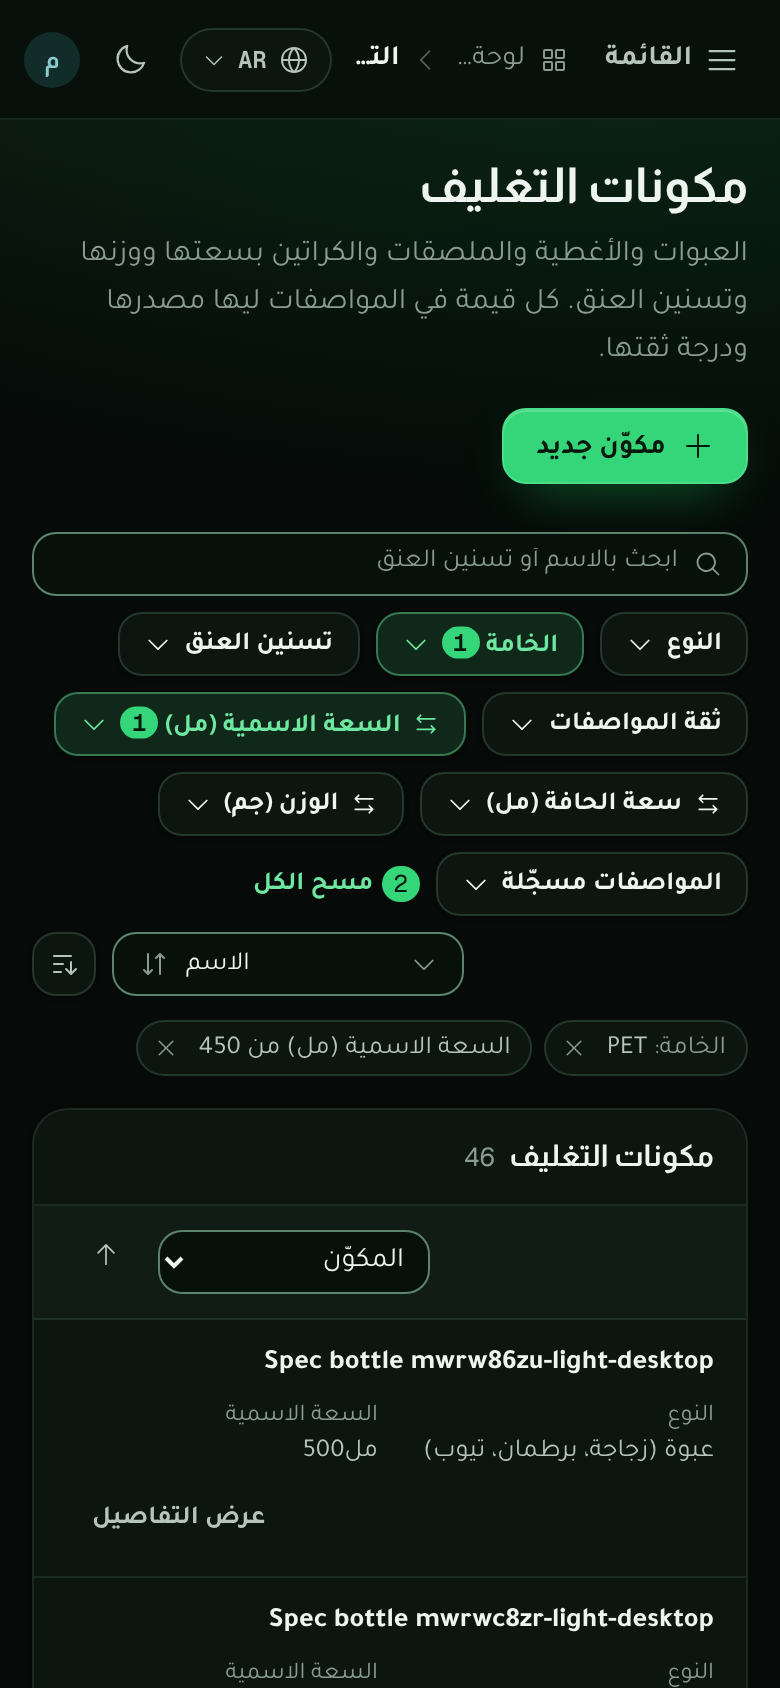 القائمة
لوحة...
التـ...
AR
م
مكونات التغليف
العبوات والأغطية والملصقات والكراتين بسعتها ووزنها
وتسنين العنق. كل قيمة في المواصفات ليها مصدرها
ودرجة ثقتها.
مكوّن جديد
ابحث بالاسم أو تسنين العنق
النوع
الخامة 1
تسنين العنق
ثقة المواصفات
السعة الاسمية (مل) 1
سعة الحافة (مل)
الوزن (جم)
المواصفات مسجّلة
2 مسح الكل
الاسم
الخامة: PET
السعة الاسمية (مل) من 450
مكونات التغليف 46
المكوّن
Spec bottle mwrw86zu-light-desktop
النوع
السعة الاسمية
عبوة (زجاجة، برطمان، تيوب)
مل500
عرض التفاصيل
Spec bottle mwrwc8zr-light-desktop
النوع
السعة الاسمية